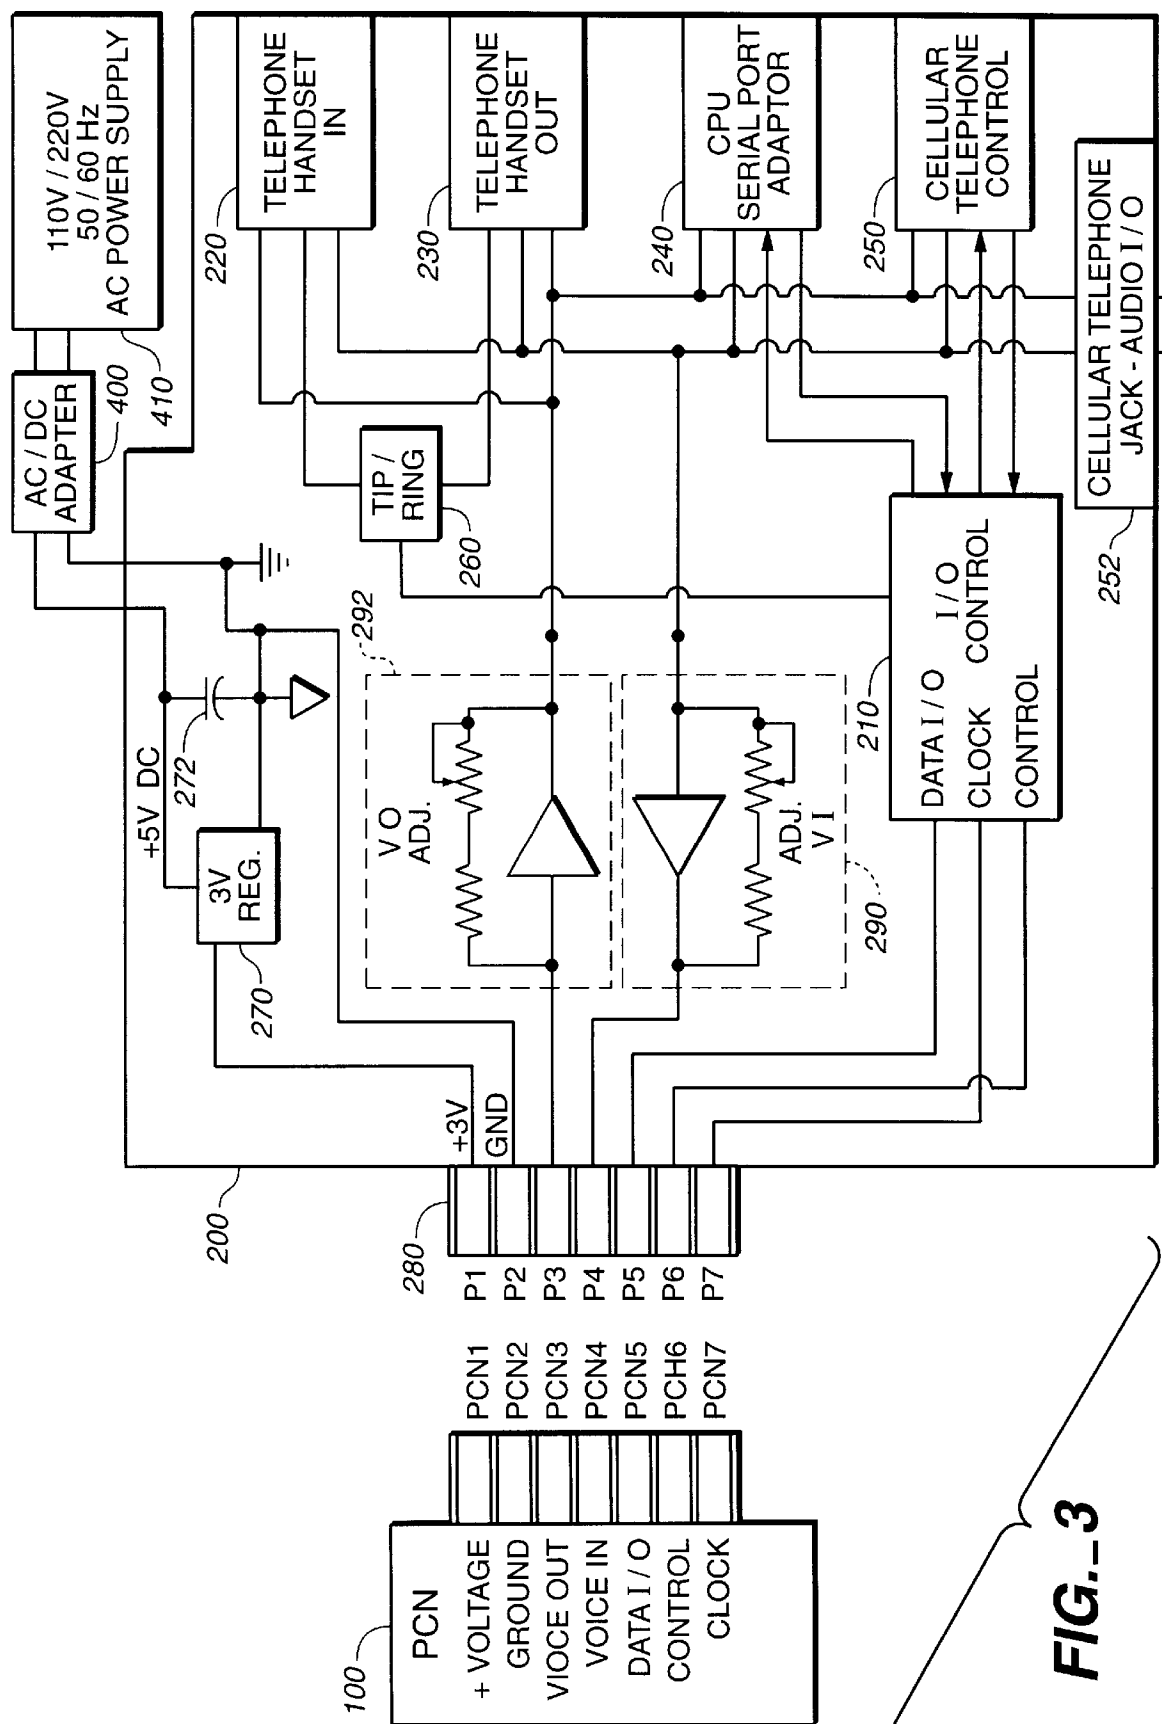 110V / 220V
50 / 60 Hz
AC POWER SUPPLY
410
AC / DC
ADAPTER
400
TELEPHONE
HANDSET
IN
220
TELEPHONE
HANDSET
OUT
230
CPU
SERIAL PORT
ADAPTOR
240
CELLULAR
TELEPHONE
CONTROL
250
CELLULAR TELEPHONE
JACK - AUDIO I / O
252
TIP /
RING
260
+5V DC
272
3V
REG.
270
292
V O
ADJ.
ADJ.
V I
290
210
DATA I / O
I / O
CLOCK
CONTROL
CONTROL
200
+3V
GND
280
P1
P2
P3
P4
P5
P6
P7
PCN1
PCN2
PCN3
PCN4
PCN5
PCH6
PCN7
100
PCN
+ VOLTAGE
GROUND
VIOCE OUT
VOICE IN
DATA I / O
CONTROL
CLOCK
FIG._3